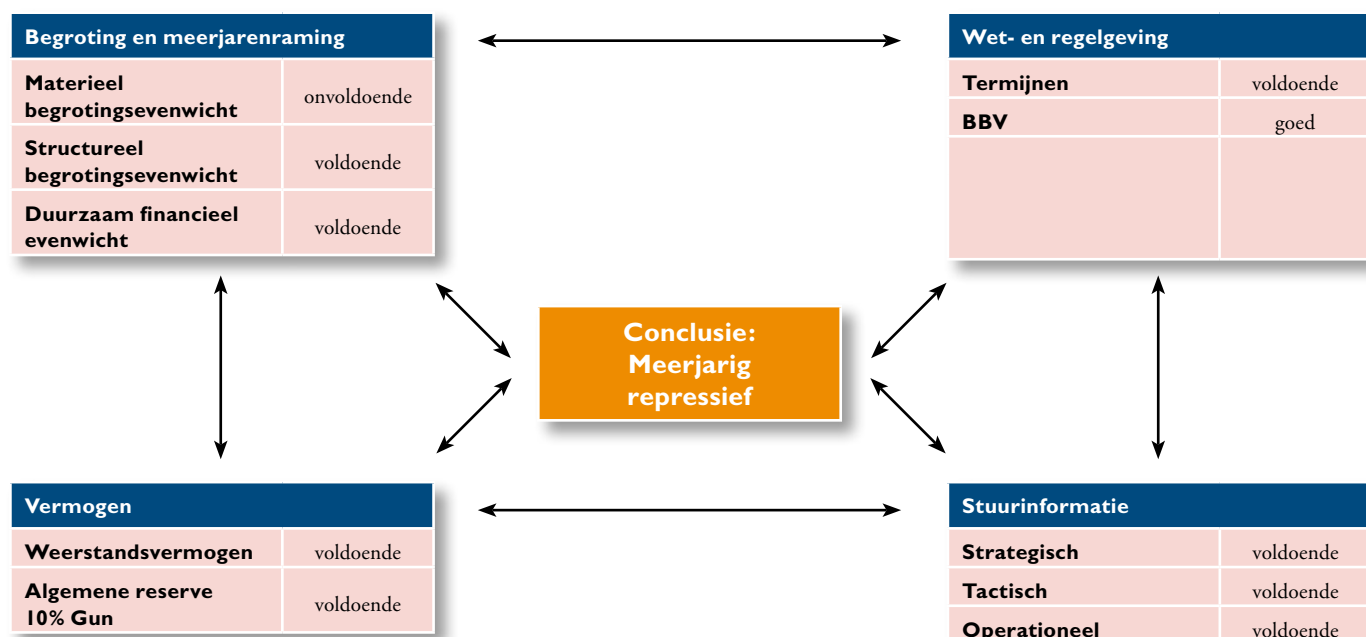 Begroting en meerjarenraming
Materieel
begrotingsevenwicht
onvoldoende
Structureel
begrotingsevenwicht
voldoende
Duurzaam financieel
evenwicht
voldoende
Wet- en regelgeving
Termijnen voldoende
BBV goed
Conclusie:
Meerjarig
repressief
Vermogen
Weerstandsvermogen voldoende
Algemene reserve
10% Gun
voldoende
Stuurinformatie
Strategisch voldoende
Tactisch voldoende
Operationeel voldoende